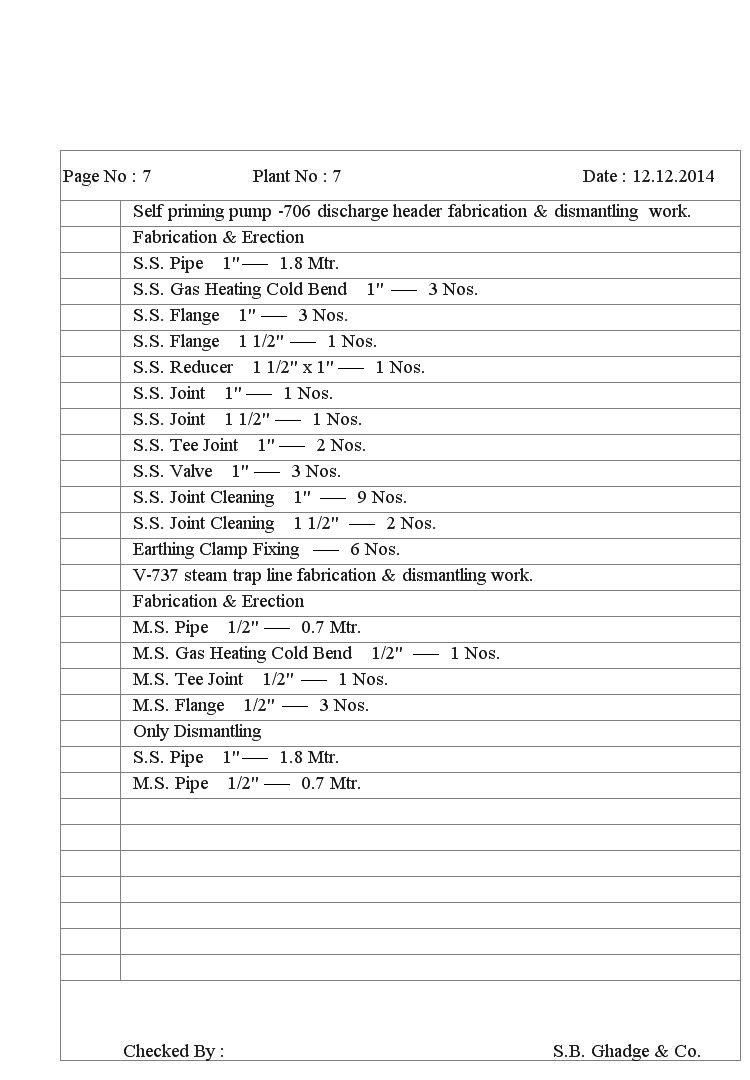 Page No : 7 Plant No : 7 Date : 12.12.2014
Self priming pump -706 discharge header fabrication & dismantling work.
Fabrication & Erection
S.S. Pipe 1" — 1.8 Mtr.
S.S. Gas Heating Cold Bend 1" — 3 Nos.
S.S. Flange 1" — 3 Nos.
S.S. Flange 1 1/2" — 1 Nos.
S.S. Reducer 1 1/2" x 1" — 1 Nos.
S.S. Joint 1" — 1 Nos.
S.S. Joint 1 1/2" — 1 Nos.
S.S. Tee Joint 1" — 2 Nos.
S.S. Valve 1" — 3 Nos.
S.S. Joint Cleaning 1" — 9 Nos.
S.S. Joint Cleaning 1 1/2" — 2 Nos.
Earthing Clamp Fixing — 6 Nos.
V-737 steam trap line fabrication & dismantling work.
Fabrication & Erection
M.S. Pipe 1/2" — 0.7 Mtr.
M.S. Gas Heating Cold Bend 1/2" — 1 Nos.
M.S. Tee Joint 1/2" — 1 Nos.
M.S. Flange 1/2" — 3 Nos.
Only Dismantling
S.S. Pipe 1" — 1.8 Mtr.
M.S. Pipe 1/2" — 0.7 Mtr.
Checked By : S.B. Ghadge & Co.